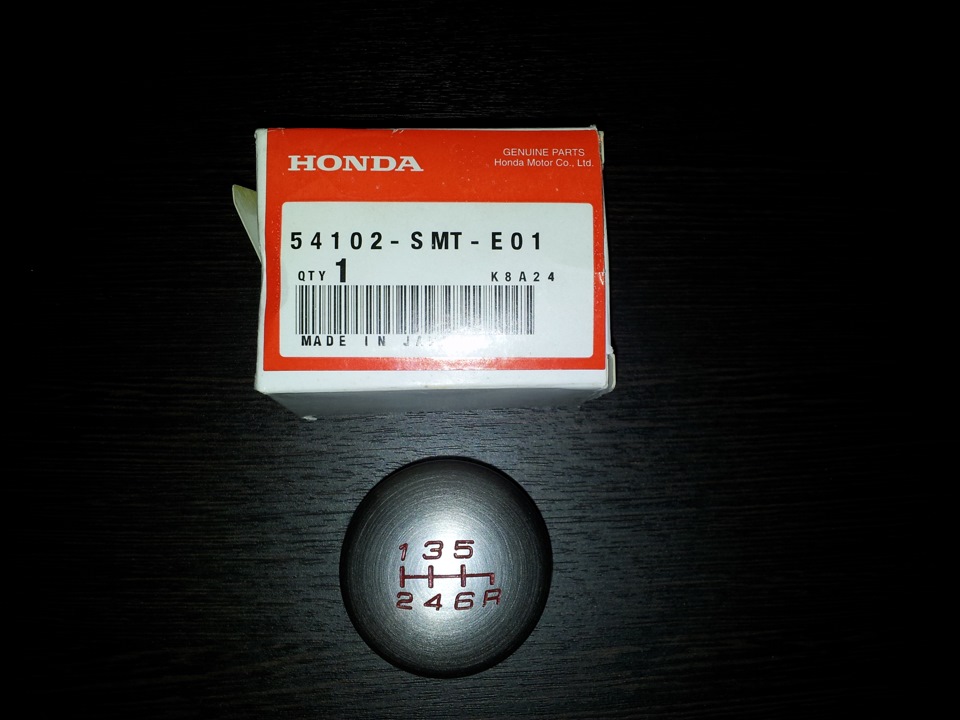 HONDA
GENUINE PARTS
Honda Motor Co., Ltd.
54102-SMT-E01
QTY 1 K8A24
MADE IN
1 3 5
2 4 6 R